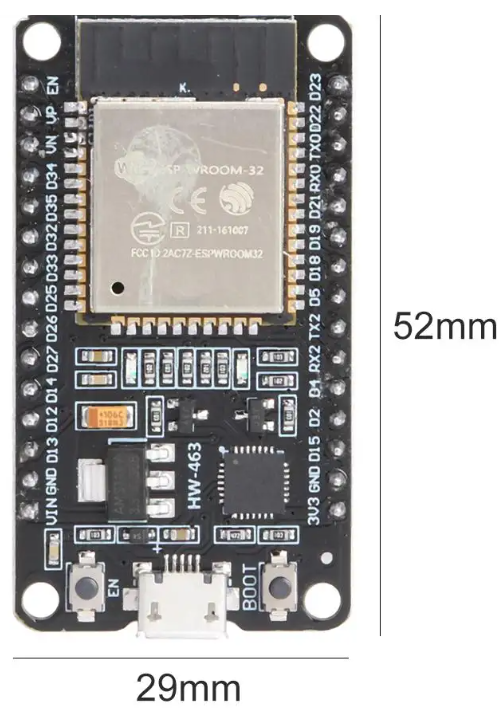 K.
EN
VP
VN
D34
D35
D32
D33
D25
D26
D27
D14
D12
D13
GND
VIN
D23
D22
TX0
RX0
D21
D19
D18
D5
TX2
RX2
D4
D2
D15
GND
3V3
ESP-WROOM-32
CE
R 211-161007
FCC ID:2AC7Z-ESPWROOM32
HW-463
+
EN
BOOT
52mm
29mm